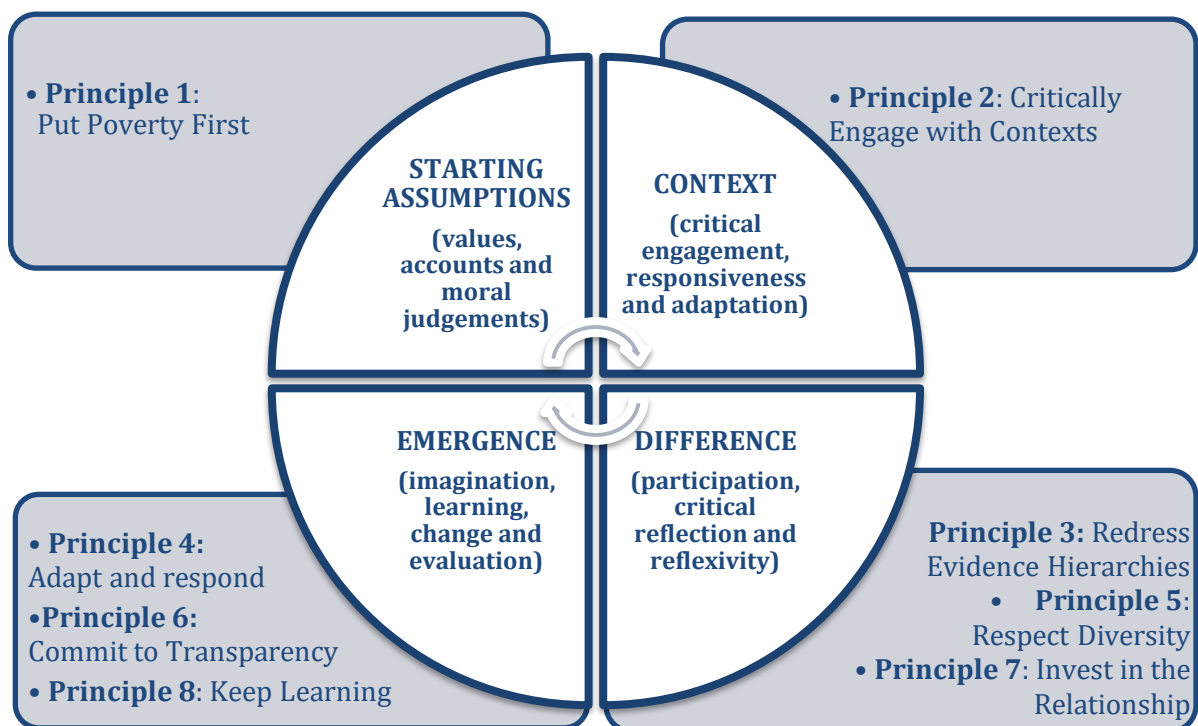 • Principle 1:
Put Poverty First
• Principle 2: Critically
Engage with Contexts
STARTING
ASSUMPTIONS
(values,
accounts and
moral
judgements)
CONTEXT
(critical
engagement,
responsiveness
and adaptation)
EMERGENCE
(imagination,
learning,
change and
evaluation)
DIFFERENCE
(participation,
critical
reflection and
reflexivity)
• Principle 4:
Adapt and respond
•Principle 6:
Commit to Transparency
• Principle 8: Keep Learning
Principle 3: Redress
Evidence Hierarchies
• Principle 5:
Respect Diversity
• Principle 7: Invest in the
Relationship